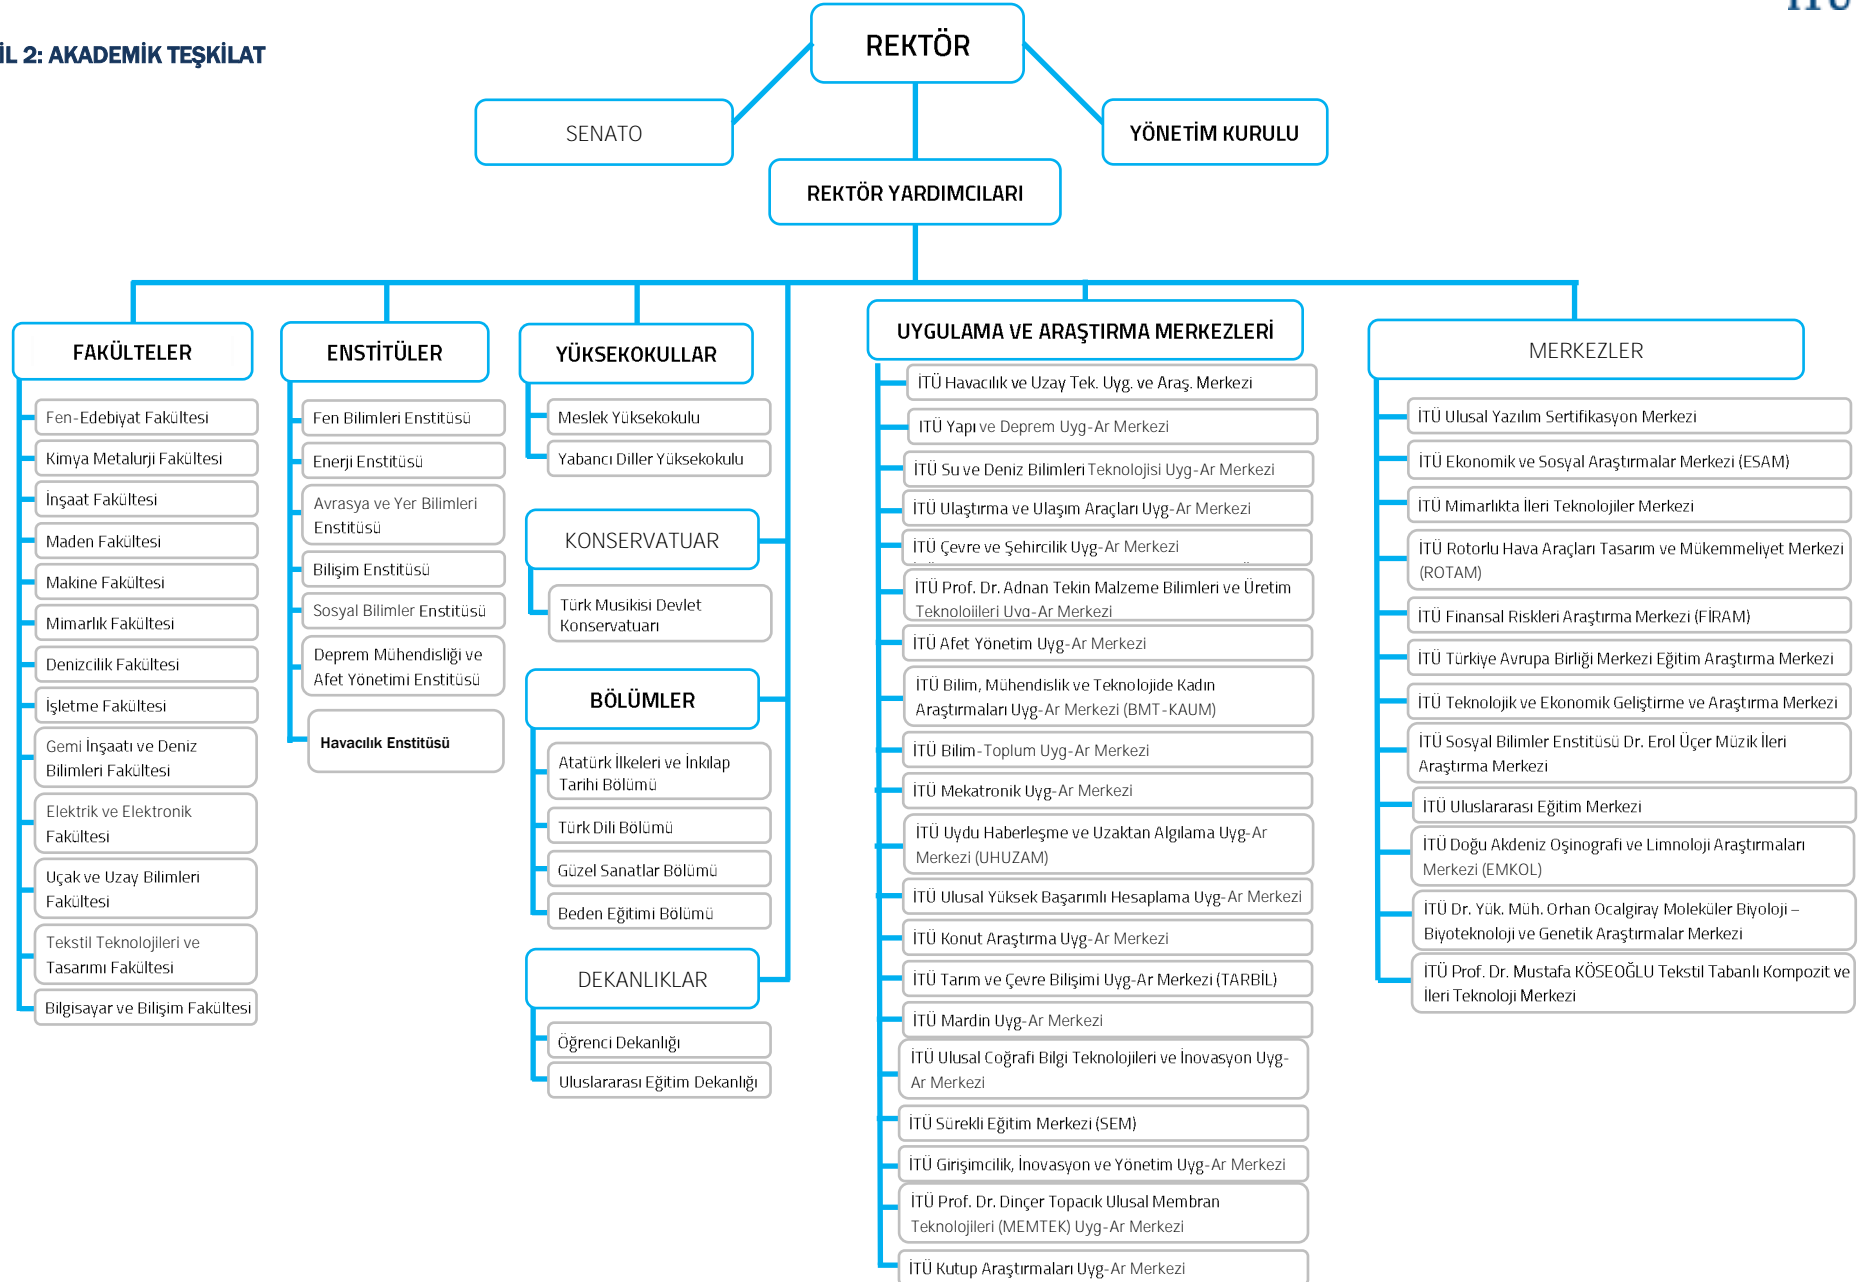 İTÜ
İL 2: AKADEMİK TEŞKİLAT
REKTÖR
SENATO
YÖNETİM KURULU
REKTÖR YARDIMCILARI
FAKÜLTELER
Fen-Edebiyat Fakültesi
Kimya Metalurji Fakültesi
İnşaat Fakültesi
Maden Fakültesi
Makine Fakültesi
Mimarlık Fakültesi
Denizcilik Fakültesi
İşletme Fakültesi
Gemi İnşaatı ve Deniz
Bilimleri Fakültesi
Elektrik ve Elektronik
Fakültesi
Uçak ve Uzay Bilimleri
Fakültesi
Tekstil Teknolojileri ve
Tasarımı Fakültesi
Bilgisayar ve Bilişim Fakültesi
ENSTİTÜLER
Fen Bilimleri Enstitüsü
Enerji Enstitüsü
Avrasya ve Yer Bilimleri
Enstitüsü
Bilişim Enstitüsü
Sosyal Bilimler Enstitüsü
Deprem Mühendisliği ve
Afet Yönetimi Enstitüsü
Havacılık Enstitüsü
YÜKSEKOKULLAR
Meslek Yüksekokulu
Yabancı Diller Yüksekokulu
KONSERVATUAR
Türk Musikisi Devlet
Konservatuarı
BÖLÜMLER
Atatürk İlkeleri ve İnkılap
Tarihi Bölümü
Türk Dili Bölümü
Güzel Sanatlar Bölümü
Beden Eğitimi Bölümü
DEKANLIKLAR
Öğrenci Dekanlığı
Uluslararası Eğitim Dekanlığı
UYGULAMA VE ARAŞTIRMA MERKEZLERİ
İTÜ Havacılık ve Uzay Tek. Uyg. ve Araş. Merkezi
ITÜ Yapı ve Deprem Uyg-Ar Merkezi
İTÜ Su ve Deniz Bilimleri Teknolojisi Uyg-Ar Merkezi
İTÜ Ulaştırma ve Ulaşım Araçları Uyg-Ar Merkezi
İTÜ Çevre ve Şehircilik Uyg-Ar Merkezi
İTÜ Prof. Dr. Adnan Tekin Malzeme Bilimleri ve Üretim
Teknolojileri Uyg-Ar Merkezi
İTÜ Afet Yönetim Uyg-Ar Merkezi
İTÜ Bilim, Mühendislik ve Teknolojide Kadın
Araştırmaları Uyg-Ar Merkezi (BMT-KAUM)
İTÜ Bilim-Toplum Uyg-Ar Merkezi
İTÜ Mekatronik Uyg-Ar Merkezi
İTÜ Uydu Haberleşme ve Uzaktan Algılama Uyg-Ar
Merkezi (UHUZAM)
İTÜ Ulusal Yüksek Başarımlı Hesaplama Uyg-Ar Merkezi
İTÜ Konut Araştırma Uyg-Ar Merkezi
İTÜ Tarım ve Çevre Bilişimi Uyg-Ar Merkezi (TARBİL)
İTÜ Mardin Uyg-Ar Merkezi
İTÜ Ulusal Coğrafi Bilgi Teknolojileri ve İnovasyon Uyg-
Ar Merkezi
İTÜ Sürekli Eğitim Merkezi (SEM)
İTÜ Girişimcilik, İnovasyon ve Yönetim Uyg-Ar Merkezi
İTÜ Prof. Dr. Dinçer Topacık Ulusal Membran
Teknolojileri (MEMTEK) Uyg-Ar Merkezi
İTÜ Kutup Araştırmaları Uyg-Ar Merkezi
MERKEZLER
İTÜ Ulusal Yazılım Sertifikasyon Merkezi
İTÜ Ekonomik ve Sosyal Araştırmalar Merkezi (ESAM)
İTÜ Mimarlıkta İleri Teknolojiler Merkezi
İTÜ Rotorlu Hava Araçları Tasarım ve Mükemmeliyet Merkezi
(ROTAM)
İTÜ Finansal Riskleri Araştırma Merkezi (FİRAM)
İTÜ Türkiye Avrupa Birliği Merkezi Eğitim Araştırma Merkezi
İTÜ Teknolojik ve Ekonomik Geliştirme ve Araştırma Merkezi
İTÜ Sosyal Bilimler Enstitüsü Dr. Erol Üçer Müzik İleri
Araştırma Merkezi
İTÜ Uluslararası Eğitim Merkezi
İTÜ Doğu Akdeniz Oşinografi ve Limnoloji Araştırmaları
Merkezi (EMKOL)
İTÜ Dr. Yük. Müh. Orhan Ocalgiray Moleküler Biyoloji –
Biyoteknoloji ve Genetik Araştırmalar Merkezi
İTÜ Prof. Dr. Mustafa KÖSEOĞLU Tekstil Tabanlı Kompozit ve
İleri Teknoloji Merkezi